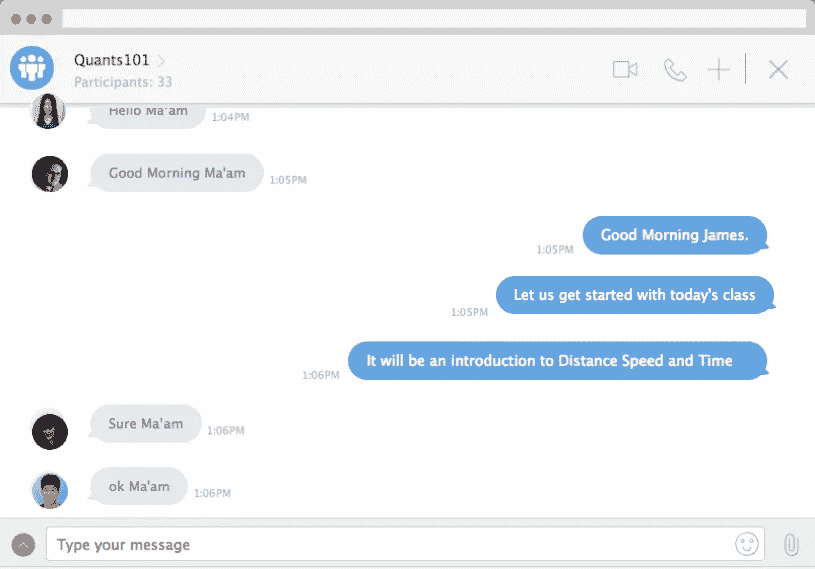 Quants101
Participants: 33
Hello Ma'am
1:04PM
Good Morning Ma'am
1:05PM
Good Morning James.
1:05PM
Let us get started with today's class
1:05PM
It will be an introduction to Distance Speed and Time
1:06PM
Sure Ma'am
1:06PM
ok Ma'am
1:06PM
Type your message